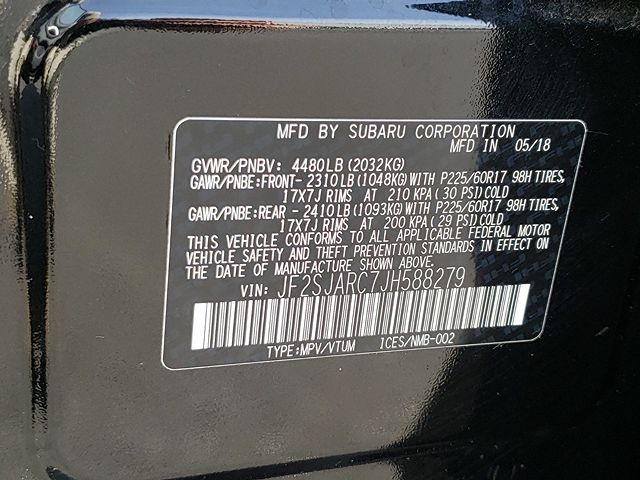 MFD BY SUBARU CORPORATION
MFD IN 05/18
GVWR/PNBV: 4480LB(2032KG)
GAWR/PNBE:FRONT-2310LB(1048KG)WITH P225/60R17 98H TIRES,
17X7J RIMS AT 210 KPA(30 PSI)COLD
GAWR/PNBE:REAR -2410LB(1093KG)WITH P225/60R17 98H TIRES,
17X7J RIMS AT 200 KPA(29 PSI)COLD
THIS VEHICLE CONFORMS TO ALL APPLICABLE FEDERAL MOTOR
VEHICLE SAFETY AND THEFT PREVENTION STANDARDS IN EFFECT
ON THE DATE OF MANUFACTURE SHOWN ABOVE.
VIN: JF2SJARC7JH588279
TYPE:MPV/VTUM ICES/NMB-002